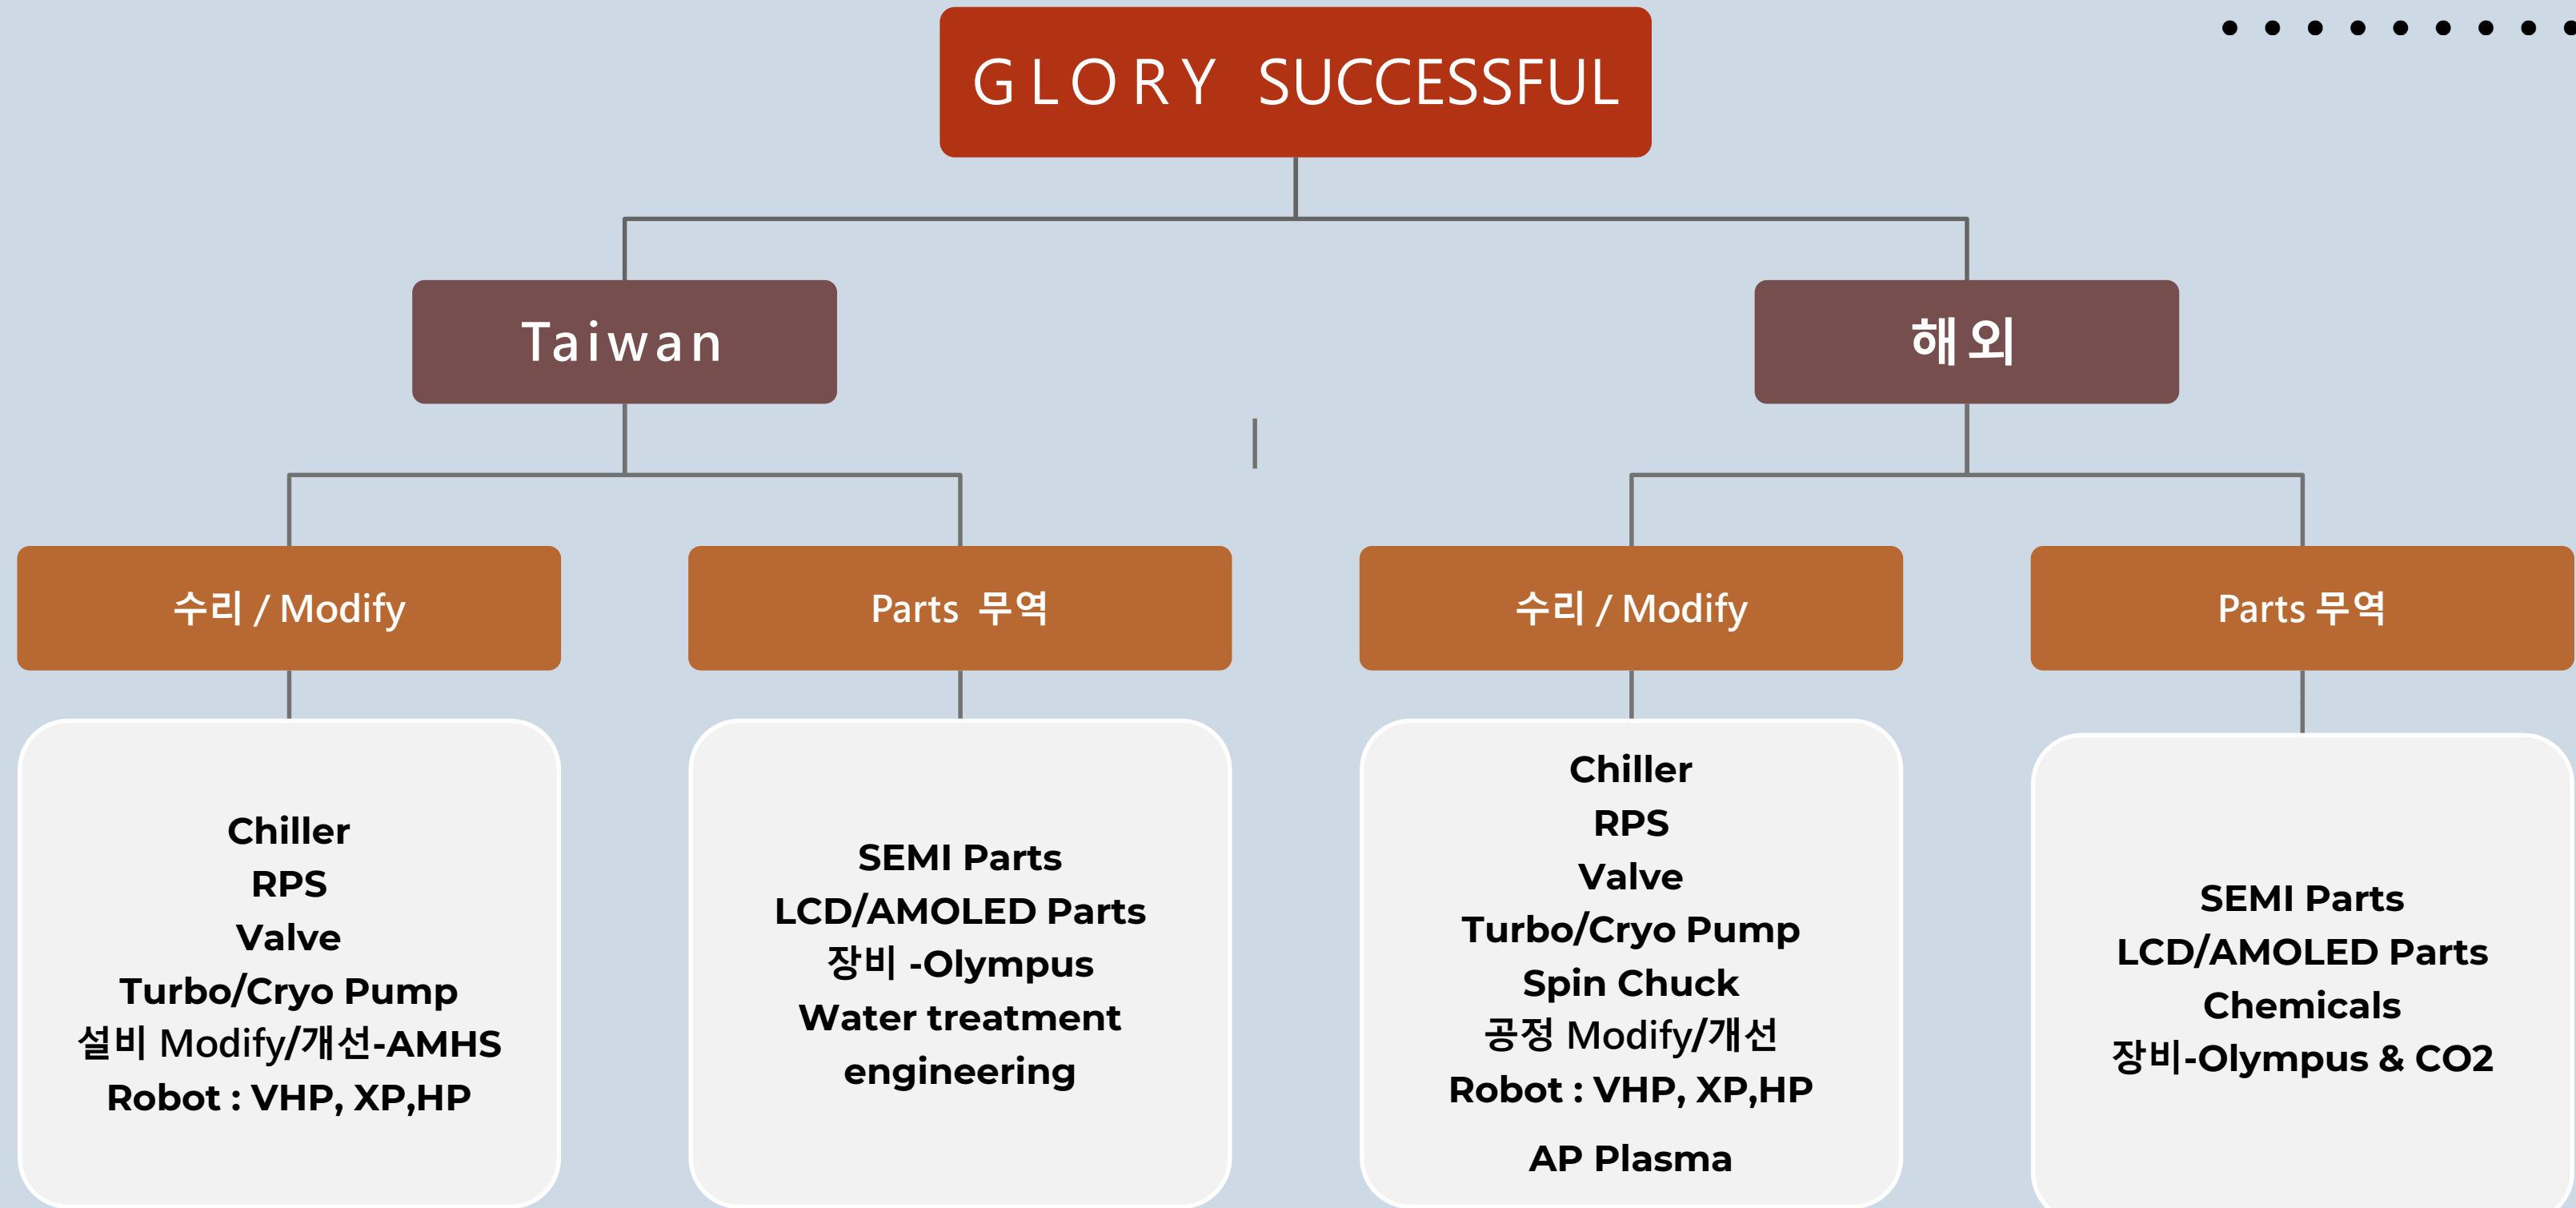 GLORY SUCCESSFUL
Taiwan
해외
수리 / Modify
Parts 무역
수리 / Modify
Parts 무역
Chiller
RPS
Valve
Turbo/Cryo Pump
설비 Modify/개선-AMHS
Robot : VHP, XP,HP
SEMI Parts
LCD/AMOLED Parts
장비 -Olympus
Water treatment
engineering
Chiller
RPS
Valve
Turbo/Cryo Pump
Spin Chuck
공정 Modify/개선
Robot : VHP, XP,HP
AP Plasma
SEMI Parts
LCD/AMOLED Parts
Chemicals
장비-Olympus & CO2